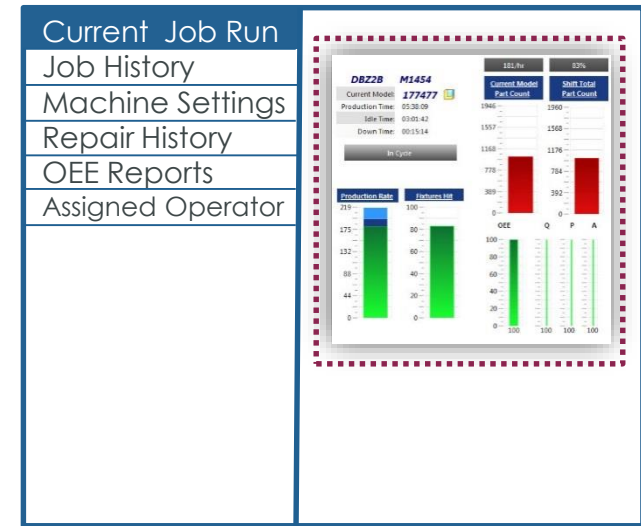 Current Job Run
Job History
Machine Settings
Repair History
OEE Reports
Assigned Operator
DBZ2B M1454
Current Model: 177477
Production Time: 05:38:09
Idle Time: 03:01:42
Down Time: 00:15:14
In Cycle
181/hr 83%
Current Model Part Count
Shift Total Part Count
1946
1557
1168
778
389
0
1960
1568
1176
784
392
0
Production Rate
219
175
132
88
44
0
Fixtures Hit
100
80
60
40
20
0
OEE Q P A
100
80
60
40
20
0
100 100 100 100